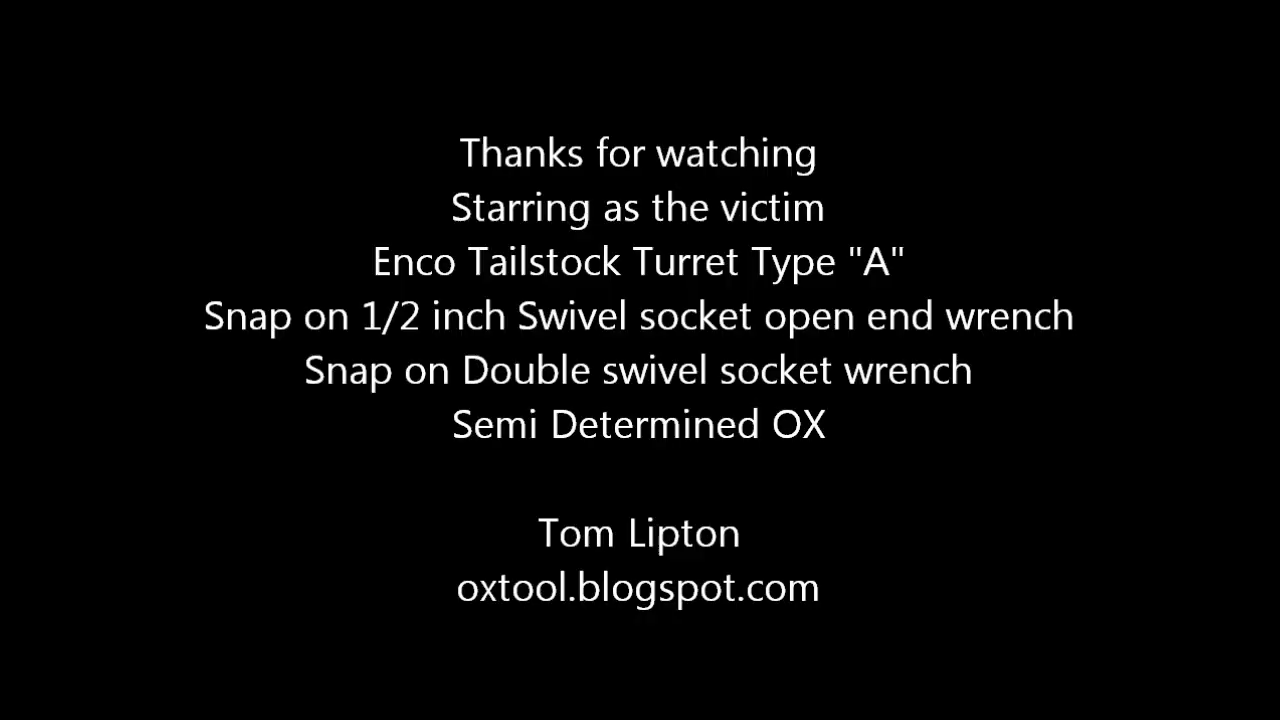 Thanks for watching
Starring as the victim
Enco Tailstock Turret Type "A"
Snap on 1/2 inch Swivel socket open end wrench
Snap on Double swivel socket wrench
Semi Determined OX
Tom Lipton
oxtool.blogspot.com